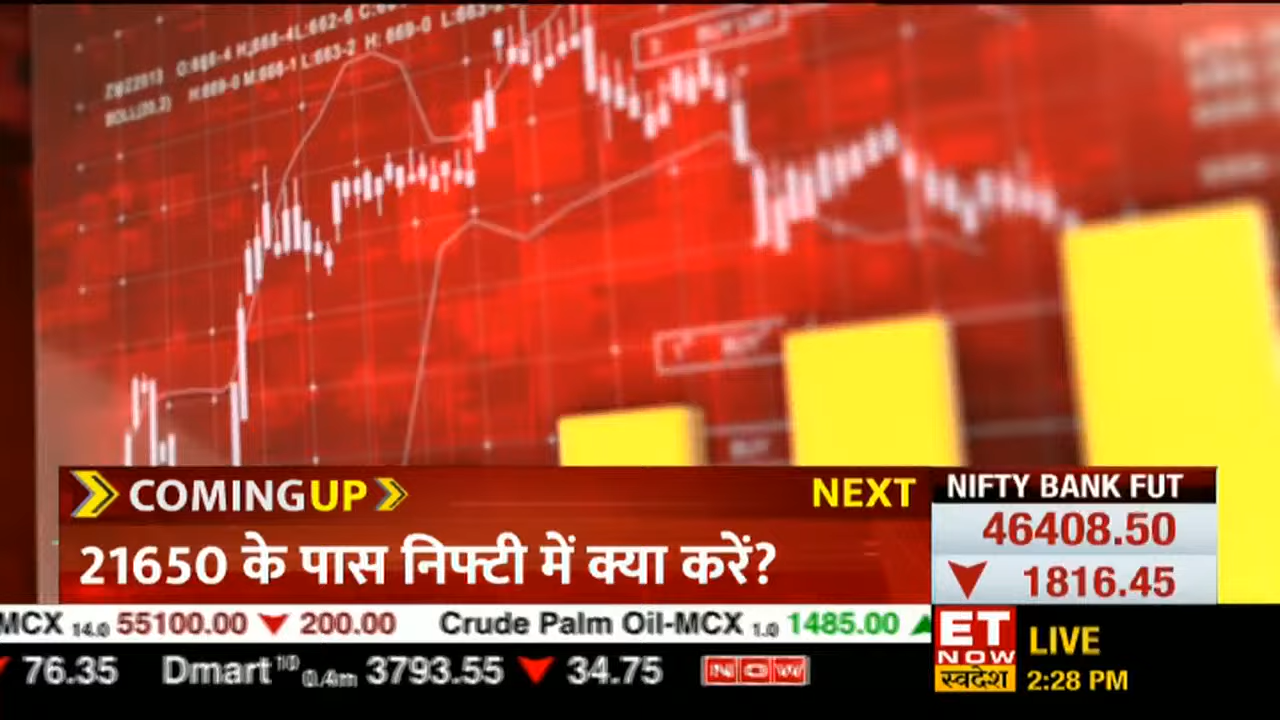 COMINGUP
NEXT
21650 के पास निफ्टी में क्या करें?
NIFTY BANK FUT
46408.50
1816.45
MCX 14.0 55100.00 200.00 Crude Palm Oil-MCX 1.0 1485.00
76.35 Dmart 0.4m 3793.55 34.75 NOW
ET
NOW
स्वदेश
LIVE
2:28 PM